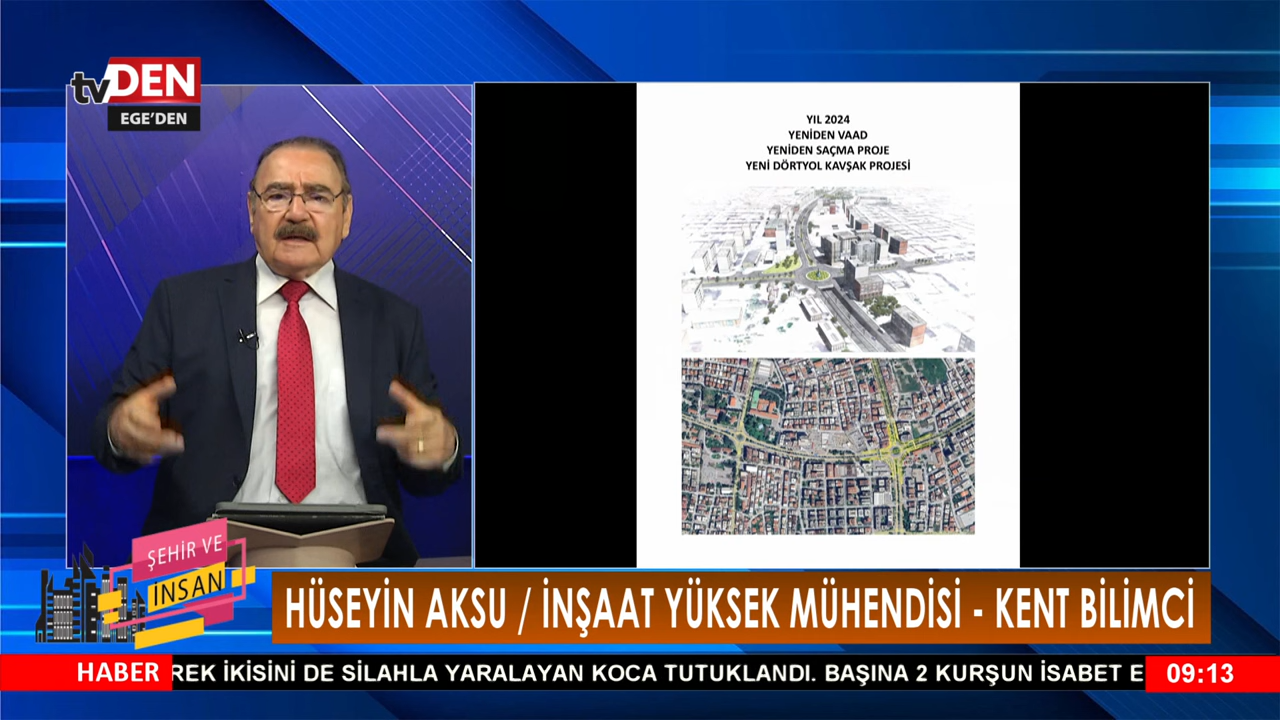 tvDEN
EGE'DEN
YIL 2024
YENİDEN VAAD
YENİDEN SAÇMA PROJE
YENİ DÖRTYOL KAVŞAK PROJESİ
ŞEHİR VE
İNSAN
HÜSEYİN AKSU / İNŞAAT YÜKSEK MÜHENDİSİ - KENT BİLİMCİ
HABER
REK İKİSİNİ DE SİLAHLA YARALAYAN KOCA TUTUKLANDI. BAŞINA 2 KURŞUN İSABET E
09:13